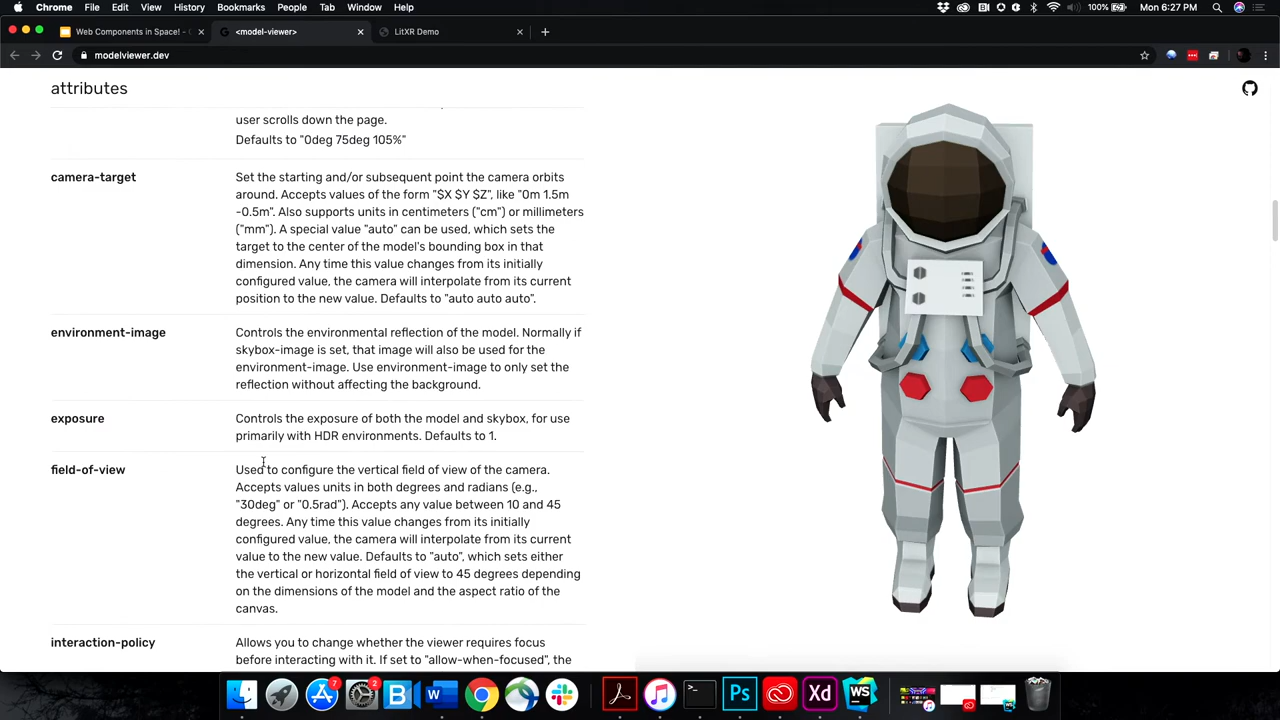 Chrome File Edit View History Bookmarks People Tab Window Help 100% Mon 6:27 PM
Web Components in Space! - G <model-viewer> LitXR Demo
modelviewer.dev
attributes
user scrolls down the page.
Defaults to "0deg 75deg 105%"
camera-target
Set the starting and/or subsequent point the camera orbits
around. Accepts values of the form "$X $Y $Z", like "0m 1.5m
-0.5m". Also supports units in centimeters ("cm") or millimeters
("mm"). A special value "auto" can be used, which sets the
target to the center of the model's bounding box in that
dimension. Any time this value changes from its initially
configured value, the camera will interpolate from its current
position to the new value. Defaults to "auto auto auto".
environment-image
Controls the environmental reflection of the model. Normally if
skybox-image is set, that image will also be used for the
environment-image. Use environment-image to only set the
reflection without affecting the background.
exposure
Controls the exposure of both the model and skybox, for use
primarily with HDR environments. Defaults to 1.
field-of-view
Used to configure the vertical field of view of the camera.
Accepts values units in both degrees and radians (e.g.,
"30deg" or "0.5rad"). Accepts any value between 10 and 45
degrees. Any time this value changes from its initially
configured value, the camera will interpolate from its current
value to the new value. Defaults to "auto", which sets either
the vertical or horizontal field of view to 45 degrees depending
on the dimensions of the model and the aspect ratio of the
canvas.
interaction-policy
Allows you to change whether the viewer requires focus
before interacting with it. If set to "allow-when-focused", the
7 2 B W >_ Ps Xd WS